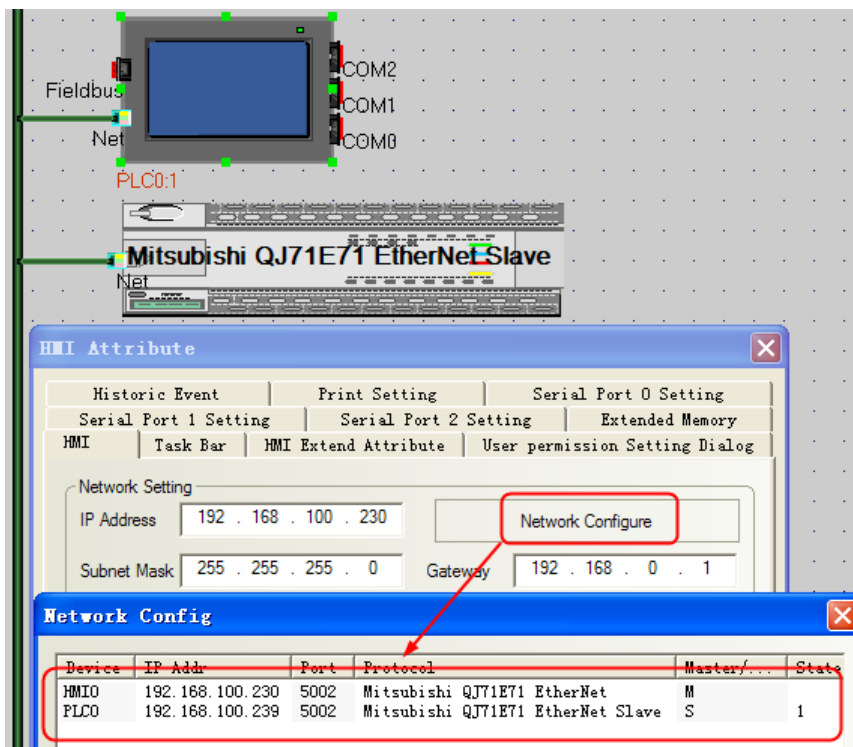 COM2
Fieldbus
COM1
Net
COM0
PLC0:1
Mitsubishi QJ71E71 EtherNet Slave
Net
HMI Attribute
Historic Event Print Setting Serial Port 0 Setting
Serial Port 1 Setting Serial Port 2 Setting Extended Memory
HMI Task Bar HMI Extend Attribute User permission Setting Dialog
Network Setting
IP Address 192 . 168 . 100 . 230 Network Configure
Subnet Mask 255 . 255 . 255 . 0 Gateway 192 . 168 . 0 . 1
Network Config
Device IP Addr Port Protocol Master/... State
HMI0 192.168.100.230 5002 Mitsubishi QJ71E71 EtherNet M
PLC0 192.168.100.239 5002 Mitsubishi QJ71E71 EtherNet Slave S 1